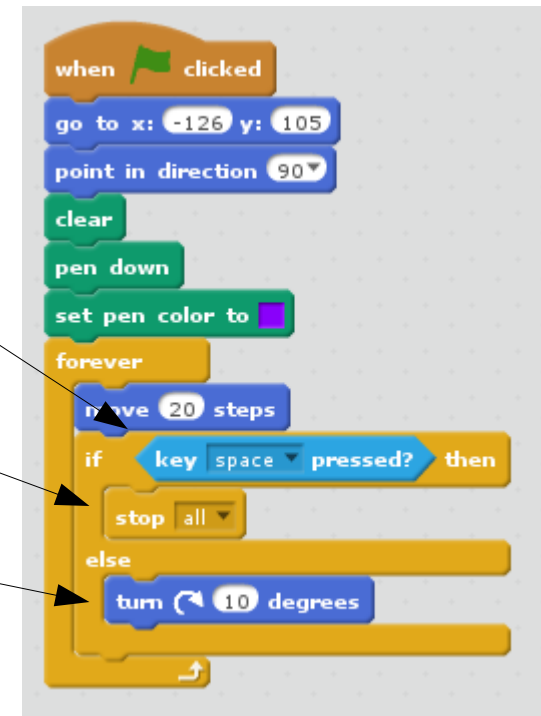 when clicked
go to x: -126 y: 105
point in direction 90
clear
pen down
set pen color to
forever
move 20 steps
if key space pressed? then
stop all
else
turn 10 degrees